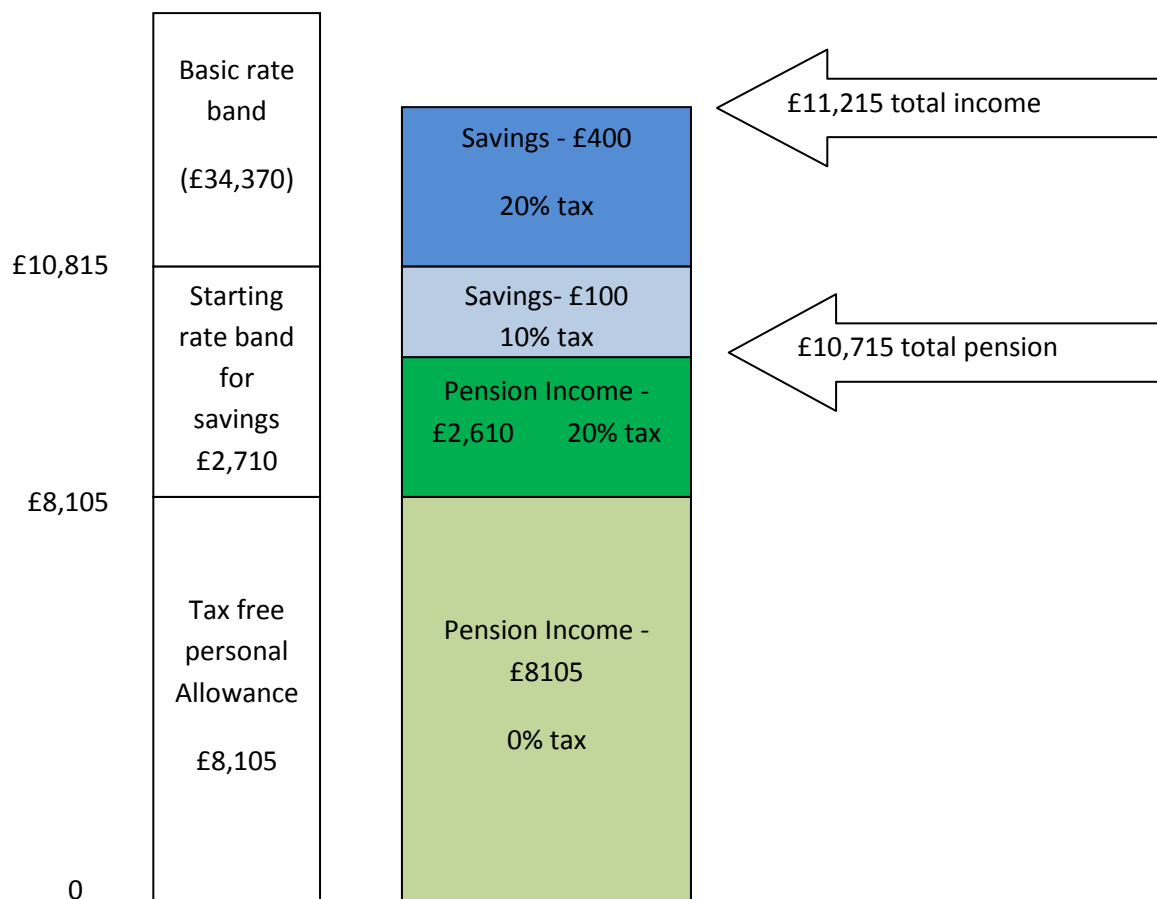 Basic rate
band
(£34,370)
£10,815
Starting
rate band
for
savings
£2,710
£8,105
Tax free
personal
Allowance
£8,105
0
Savings - £400
20% tax
Savings- £100
10% tax
Pension Income -
£2,610 20% tax
Pension Income -
£8105
0% tax
£11,215 total income
£10,715 total pension